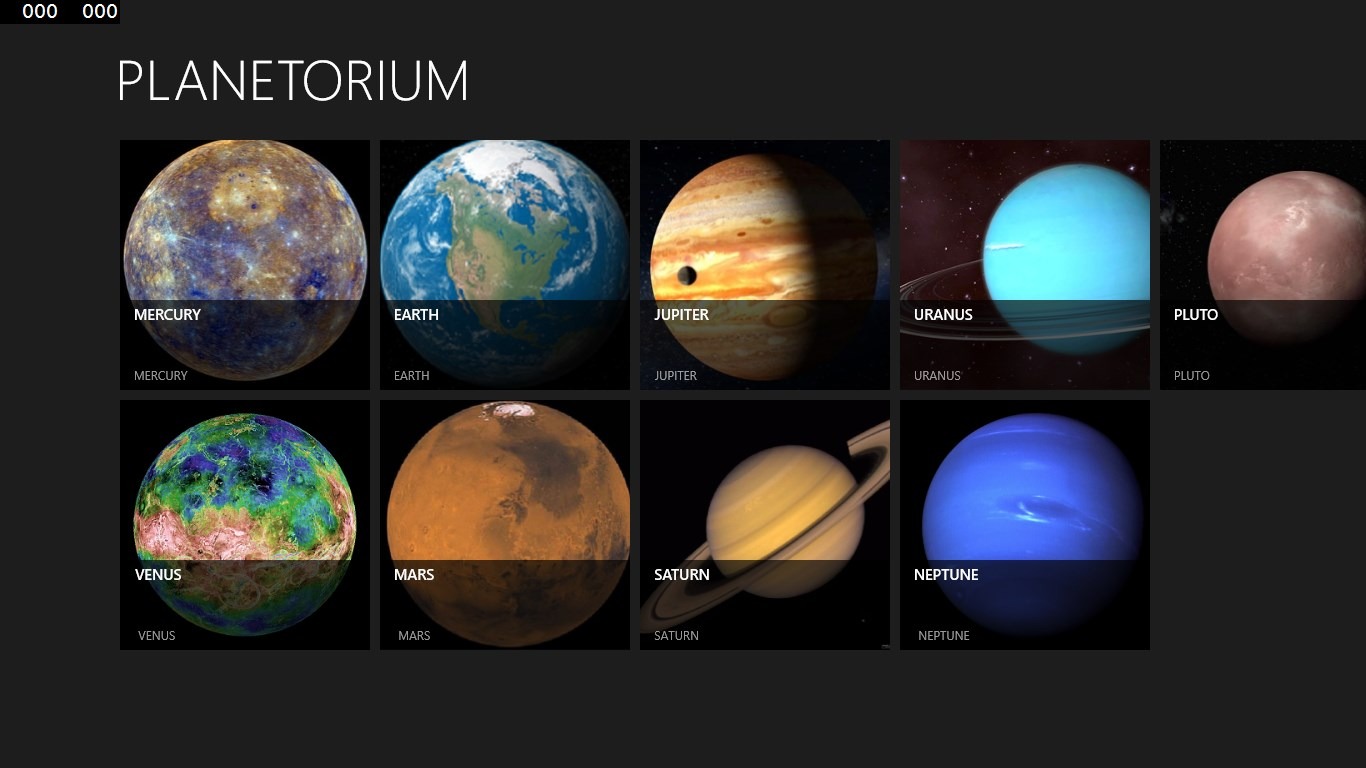 000 000
PLANETORIUM
MERCURY
MERCURY
EARTH
EARTH
JUPITER
JUPITER
URANUS
URANUS
PLUTO
PLUTO
VENUS
VENUS
MARS
MARS
SATURN
SATURN
NEPTUNE
NEPTUNE